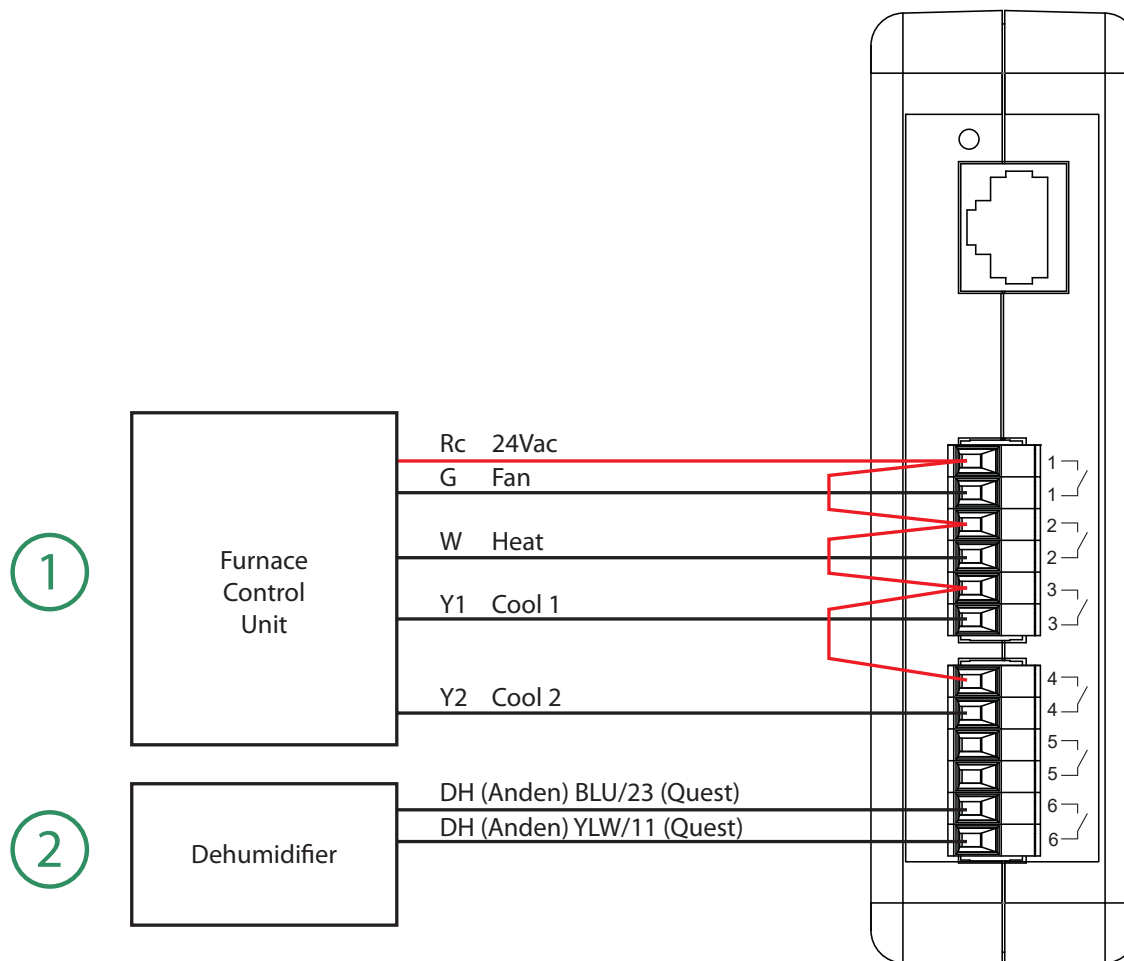 Rc 24Vac
G Fan
W Heat
Y1 Cool 1
Y2 Cool 2
1
Furnace
Control
Unit
DH (Anden) BLU/23 (Quest)
DH (Anden) YLW/11 (Quest)
2
Dehumidifier
1
1
2
2
3
3
4
4
5
5
6
6